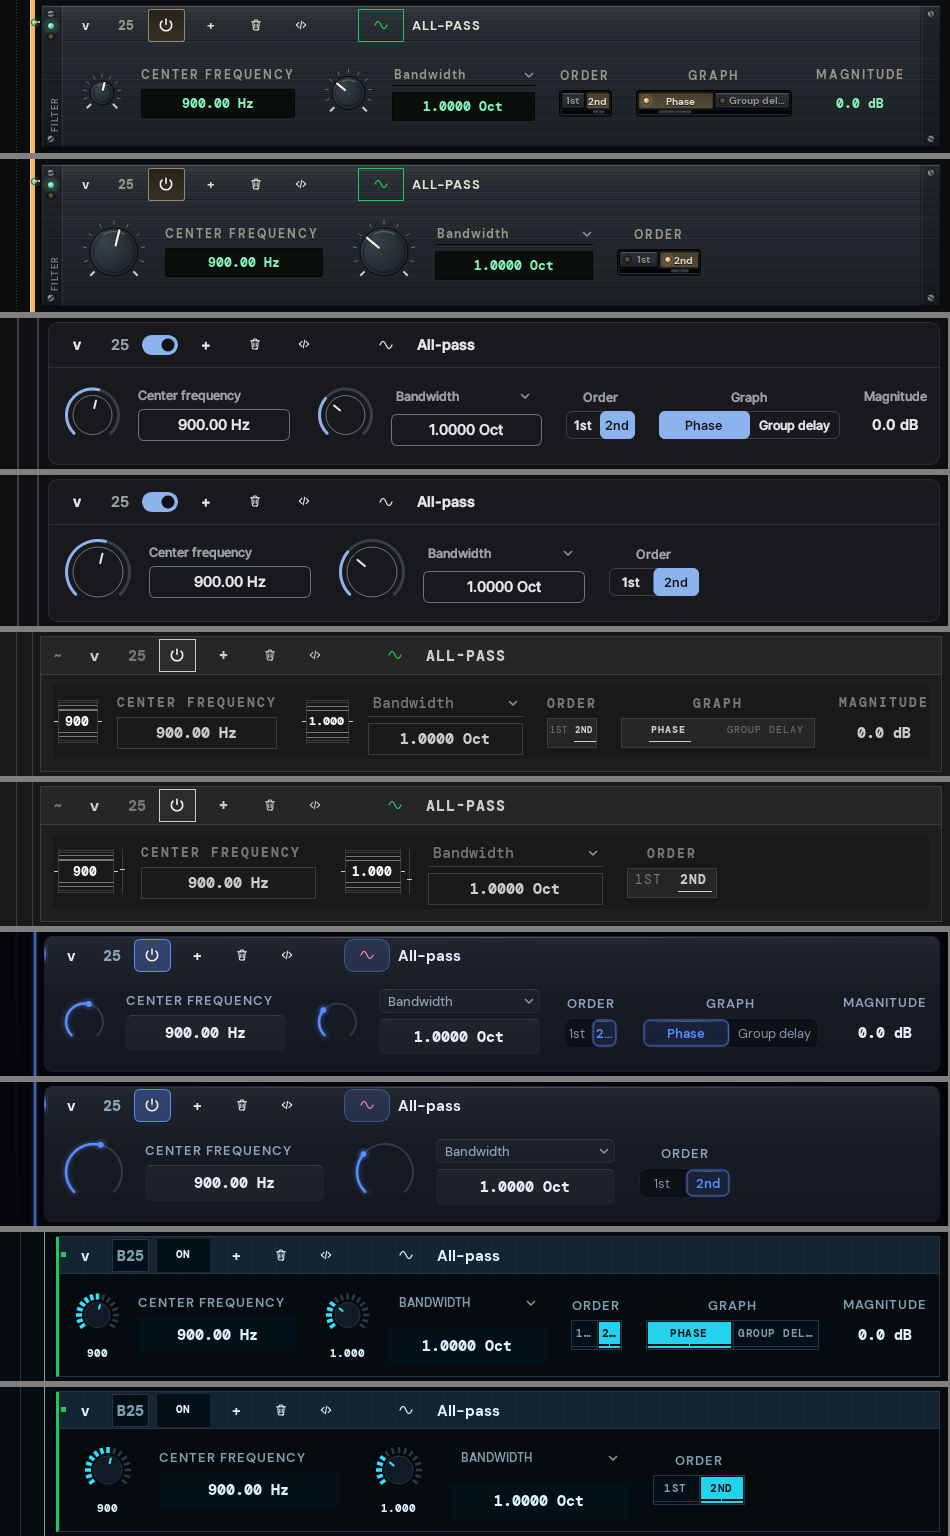 v 25 + ALL-PASS
CENTER FREQUENCY Bandwidth ORDER GRAPH MAGNITUDE
900.00 Hz 1.0000 Oct 1st 2nd Phase Group del... 0.0 dB
FILTER
v 25 + ALL-PASS
CENTER FREQUENCY Bandwidth ORDER
900.00 Hz 1.0000 Oct 1st 2nd
FILTER
v 25 + All-pass
Center frequency Bandwidth Order Graph Magnitude
900.00 Hz 1.0000 Oct 1st 2nd Phase Group delay 0.0 dB
v 25 + All-pass
Center frequency Bandwidth Order
900.00 Hz 1.0000 Oct 1st 2nd
~ v 25 + ALL-PASS
CENTER FREQUENCY Bandwidth ORDER GRAPH MAGNITUDE
900 900.00 Hz 1.000 1.0000 Oct 1ST 2ND PHASE GROUP DELAY 0.0 dB
~ v 25 + ALL-PASS
CENTER FREQUENCY Bandwidth ORDER
900 900.00 Hz 1.000 1.0000 Oct 1ST 2ND
v 25 + All-pass
CENTER FREQUENCY Bandwidth ORDER GRAPH MAGNITUDE
900.00 Hz 1.0000 Oct 1st 2... Phase Group delay 0.0 dB
v 25 + All-pass
CENTER FREQUENCY Bandwidth ORDER
900.00 Hz 1.0000 Oct 1st 2nd
v B25 ON + All-pass
CENTER FREQUENCY BANDWIDTH ORDER GRAPH MAGNITUDE
900.00 Hz 1.0000 Oct 1... 2... PHASE GROUP DEL... 0.0 dB
900 1.000
v B25 ON + All-pass
CENTER FREQUENCY BANDWIDTH ORDER
900.00 Hz 1.0000 Oct 1ST 2ND
900 1.000